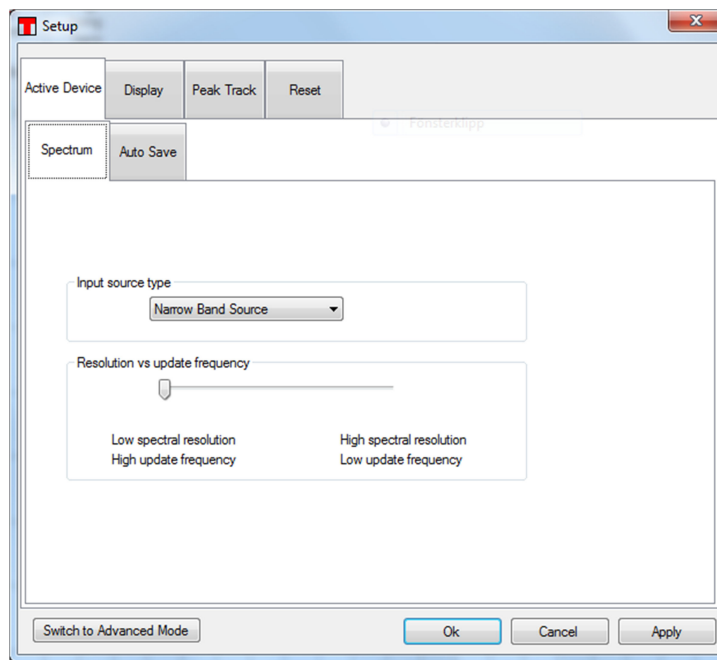 Setup
Active Device
Display
Peak Track
Reset
Fönsterklipp
Spectrum
Auto Save
Input source type
Narrow Band Source
Resolution vs update frequency
Low spectral resolution
High spectral resolution
High update frequency
Low update frequency
Switch to Advanced Mode
Ok
Cancel
Apply